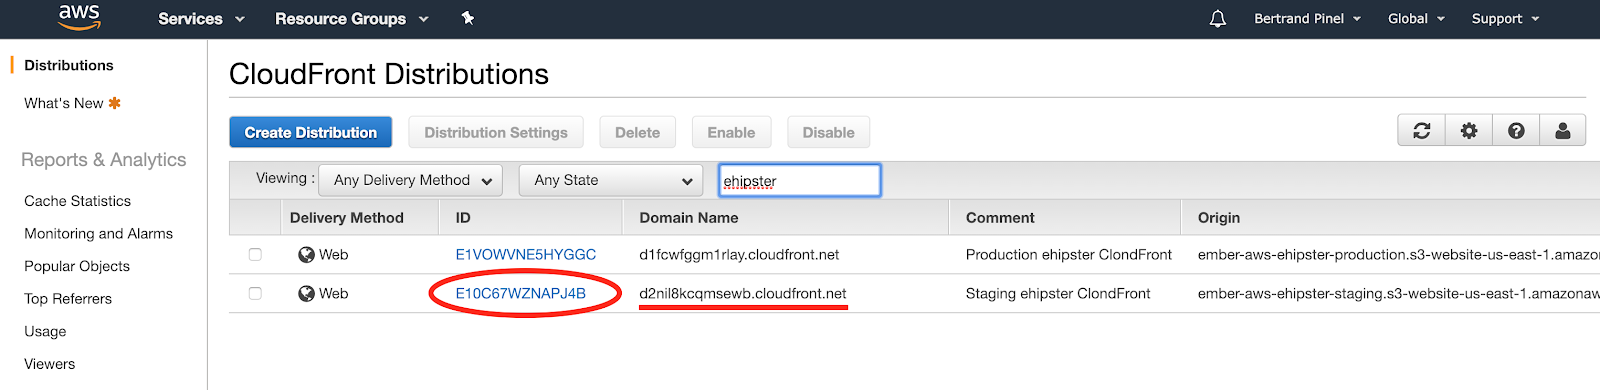 aws Services Resource Groups Bertrand Pinel Global Support
Distributions
What's New
Reports & Analytics
Cache Statistics
Monitoring and Alarms
Popular Objects
Top Referrers
Usage
Viewers
CloudFront Distributions
Create Distribution Distribution Settings Delete Enable Disable
Viewing : Any Delivery Method Any State ehipster
Delivery Method ID Domain Name Comment Origin
Web E1VOWVNE5HYGGC d1fcwfggm1rlay.cloudfront.net Production ehipster ClondFront ember-aws-ehipster-production.s3-website-us-east-1.amazon
Web E10C67WZNAPJ4B d2nil8kcqmsewb.cloudfront.net Staging ehipster ClondFront ember-aws-ehipster-staging.s3-website-us-east-1.amazonaw